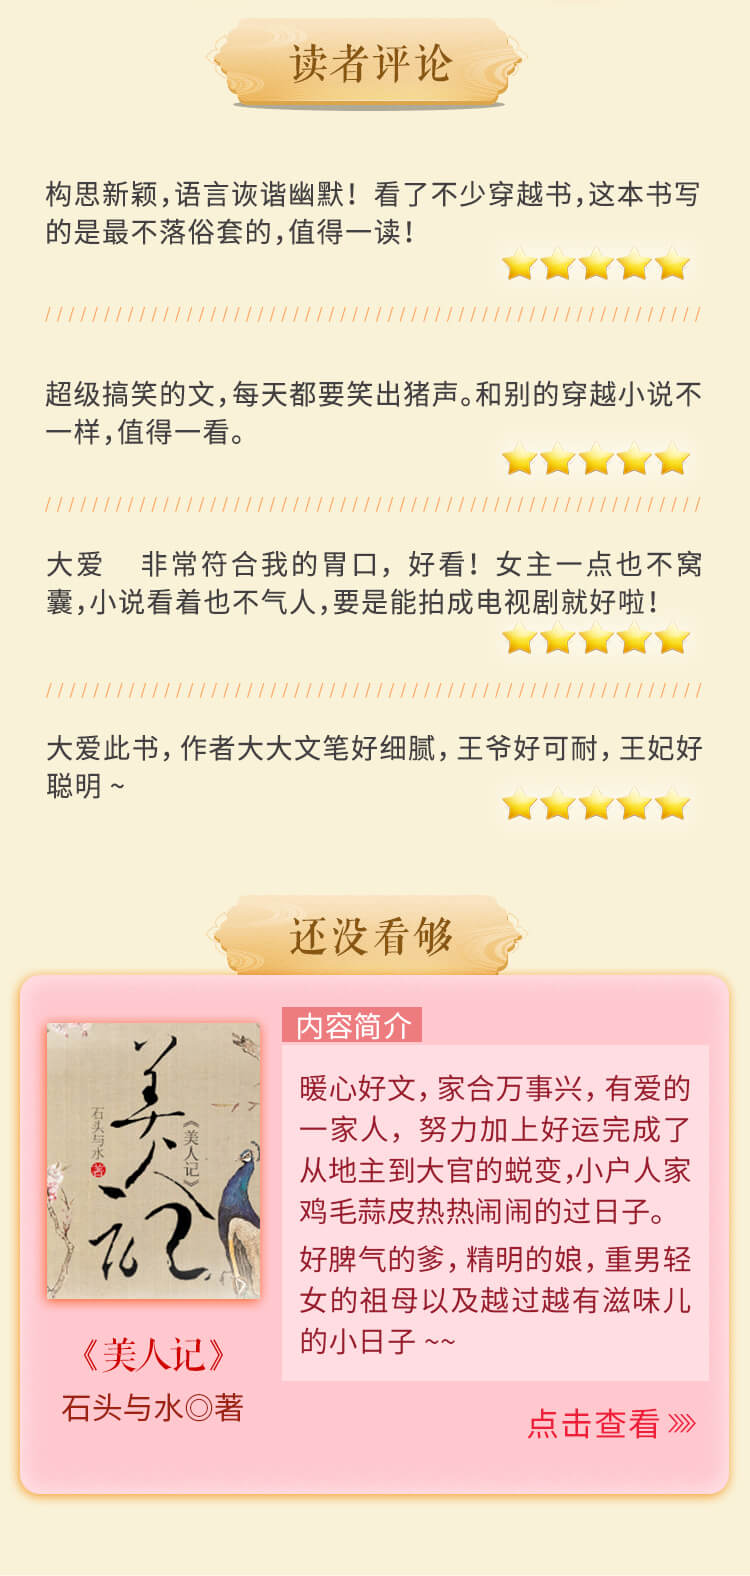 读者评论
构思新颖，语言诙谐幽默！看了不少穿越书，这本书写
的是最不落俗套的，值得一读！
超级搞笑的文，每天都要笑出猪声。和别的穿越小说不
一样，值得一看。
大爱　非常符合我的胃口，好看！女主一点也不窝
囊，小说看着也不气人，要是能拍成电视剧就好啦！
大爱此书，作者大大文笔好细腻，王爷好可耐，王妃好
聪明 ~
还没看够
美人记
《美人记》
石头与水 著
《美人记》
石头与水◎著
内容简介
暖心好文，家合万事兴，有爱的
一家人，努力加上好运完成了
从地主到大官的蜕变，小户人家
鸡毛蒜皮热热闹闹的过日子。
好脾气的爹，精明的娘，重男轻
女的祖母以及越过越有滋味儿
的小日子 ~~
点击查看